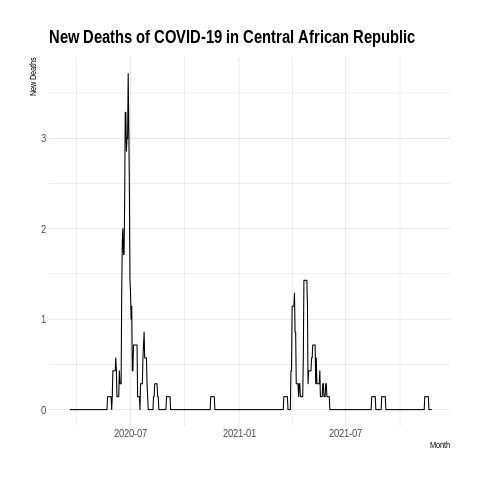 New Deaths of COVID-19 in Central African Republic
New Deaths
3
2
1
0
2020-07
2021-01
2021-07
Month